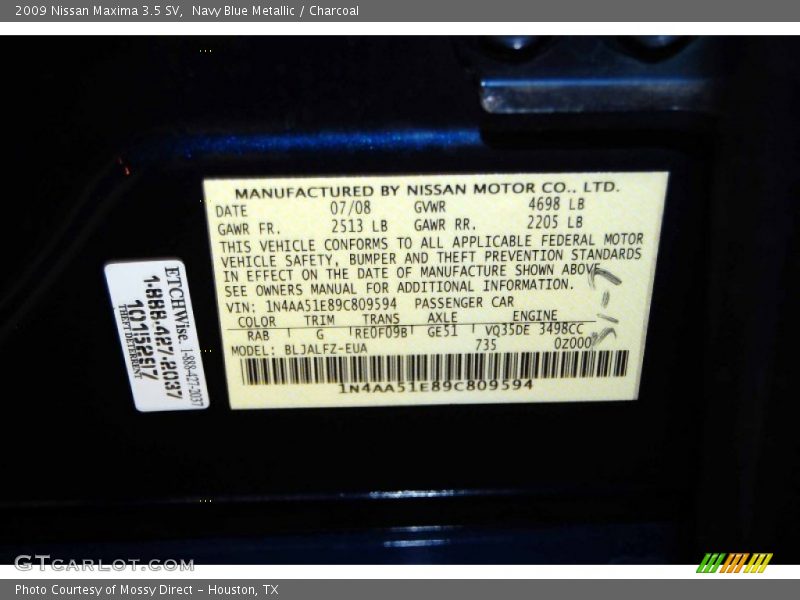 2009 Nissan Maxima 3.5 SV, Navy Blue Metallic / Charcoal
MANUFACTURED BY NISSAN MOTOR CO., LTD.
DATE 07/08 GVWR 4698 LB
GAWR FR. 2513 LB GAWR RR. 2205 LB
THIS VEHICLE CONFORMS TO ALL APPLICABLE FEDERAL MOTOR
VEHICLE SAFETY, BUMPER AND THEFT PREVENTION STANDARDS
IN EFFECT ON THE DATE OF MANUFACTURE SHOWN ABOVE
SEE OWNERS MANUAL FOR ADDITIONAL INFORMATION.
VIN: 1N4AA51E89C809594 PASSENGER CAR
COLOR TRIM TRANS AXLE ENGINE
RAB G RE0F09B GE51 VQ35DE 3498CC
MODEL: BLJALFZ-EUA 735 0Z000
1N4AA51E89C809594
ETCHWise. 1-888-427-2037
1-888-427-2037
10152917
THEFT DETERRENT
GTCARLOT.COM
Photo Courtesy of Mossy Direct - Houston, TX